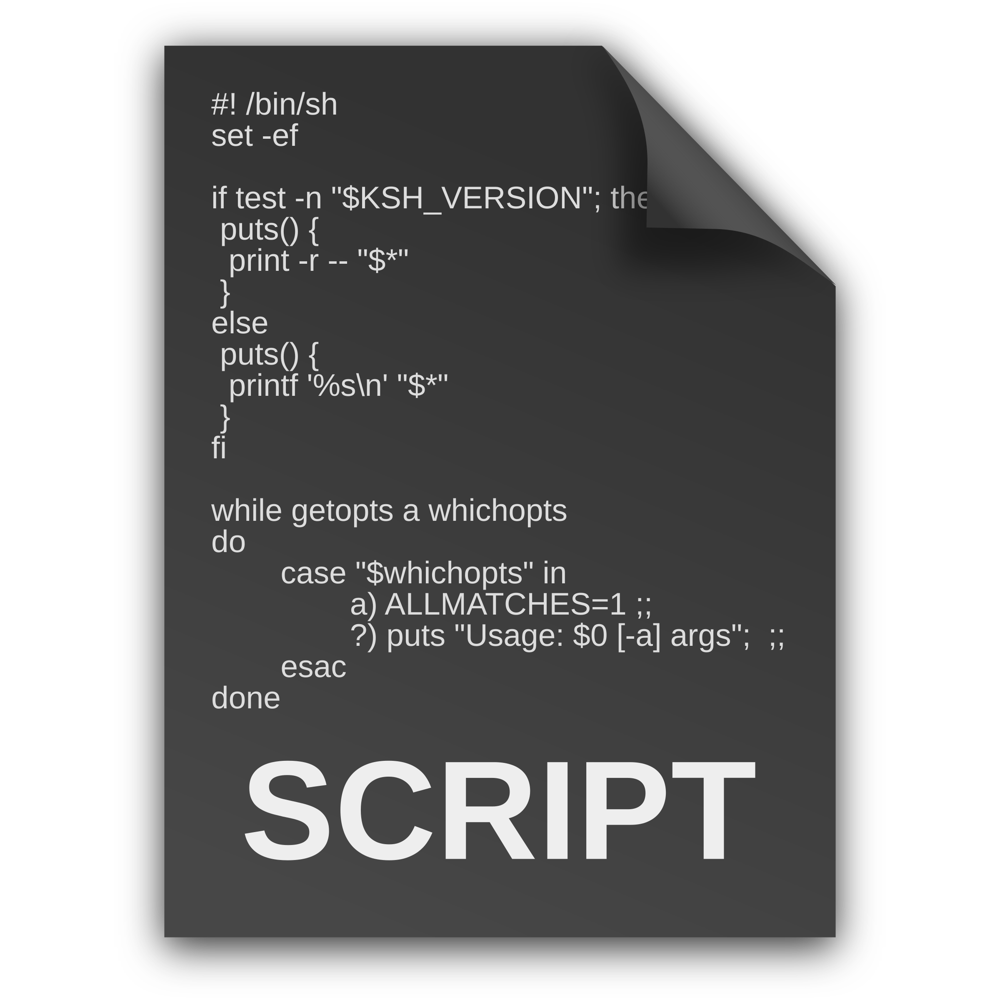 #! /bin/sh
set -ef
if test -n "$KSH_VERSION"; the
puts() {
print -r -- "$*"
}
else
puts() {
printf '%s\n' "$*"
}
fi
while getopts a whichopts
do
case "$whichopts" in
a) ALLMATCHES=1 ;;
?) puts "Usage: $0 [-a] args";  ;;
esac
done
SCRIPT